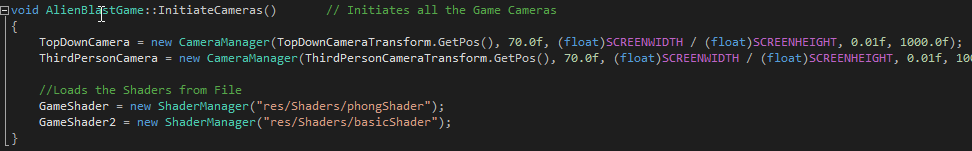 void AlienBlastGame::InitiateCameras() // Initiates all the Game Cameras
{
TopDownCamera = new CameraManager(TopDownCameraTransform.GetPos(), 70.0f, (float)SCREENWIDTH / (float)SCREENHEIGHT, 0.01f, 1000.0f);
ThirdPersonCamera = new CameraManager(ThirdPersonCameraTransform.GetPos(), 70.0f, (float)SCREENWIDTH / (float)SCREENHEIGHT, 0.01f, 100
//Loads the Shaders from File
GameShader = new ShaderManager("res/Shaders/phongShader");
GameShader2 = new ShaderManager("res/Shaders/basicShader");
}